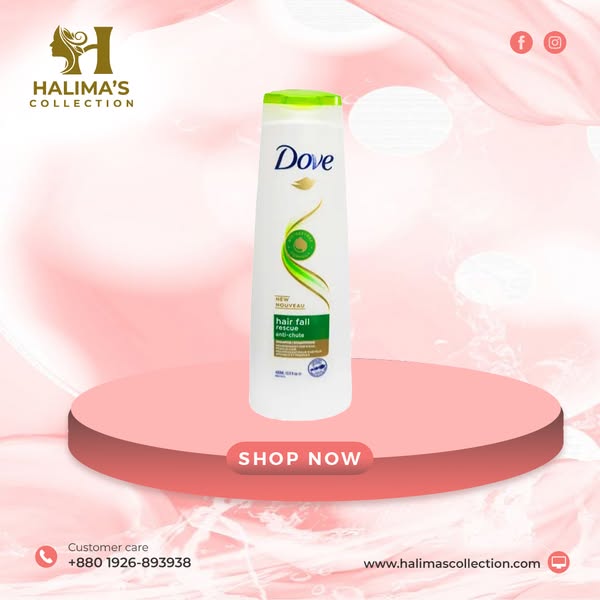 HALIMA'S
COLLECTION
Dove
NEW
NOUVEAU
hair fall
rescue
anti-chute
SHOP NOW
Customer care
+880 1926-893938
www.halimascollection.com